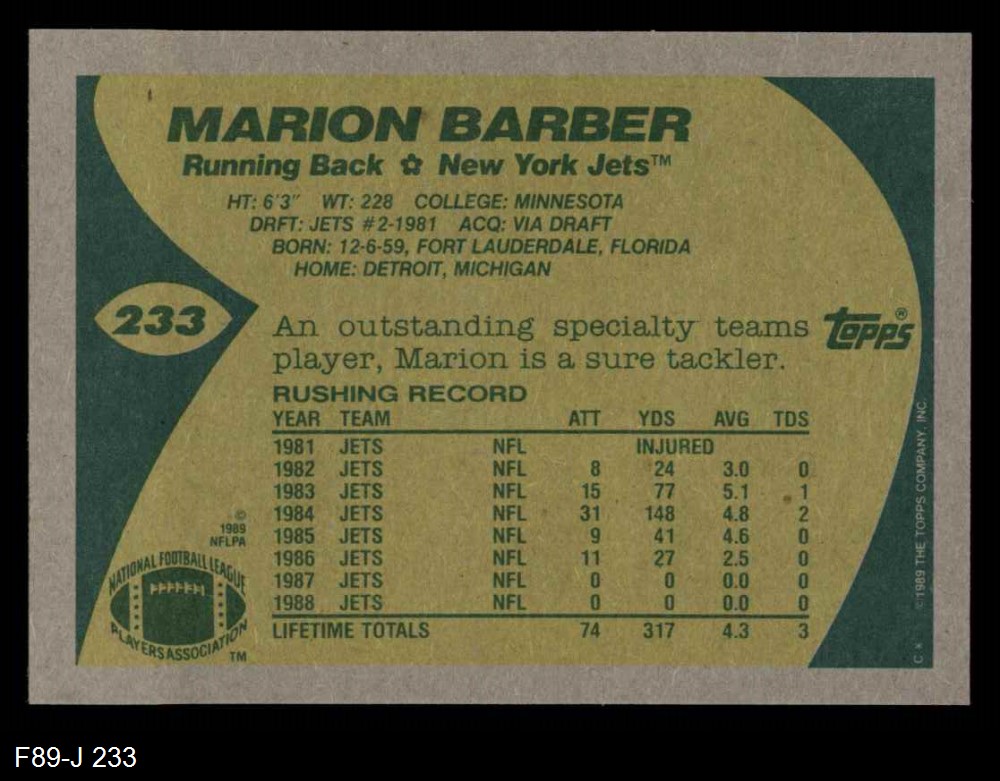 MARION BARBER
Running Back ✿ New York Jets™
HT: 6'3" WT: 228 COLLEGE: MINNESOTA
DRFT: JETS #2-1981 ACQ: VIA DRAFT
BORN: 12-6-59, FORT LAUDERDALE, FLORIDA
HOME: DETROIT, MICHIGAN
233
An outstanding specialty teams
player, Marion is a sure tackler.
topps®
RUSHING RECORD
YEAR TEAM ATT YDS AVG TDS
1981 JETS NFL INJURED
1982 JETS NFL 8 24 3.0 0
1983 JETS NFL 15 77 5.1 1
1984 JETS NFL 31 148 4.8 2
1985 JETS NFL 9 41 4.6 0
1986 JETS NFL 11 27 2.5 0
1987 JETS NFL 0 0 0.0 0
1988 JETS NFL 0 0 0.0 0
LIFETIME TOTALS 74 317 4.3 3
©
1989
NFLPA
NATIONAL FOOTBALL LEAGUE
PLAYERS ASSOCIATION
TM
©1989 THE TOPPS COMPANY, INC.
C *
F89-J 233